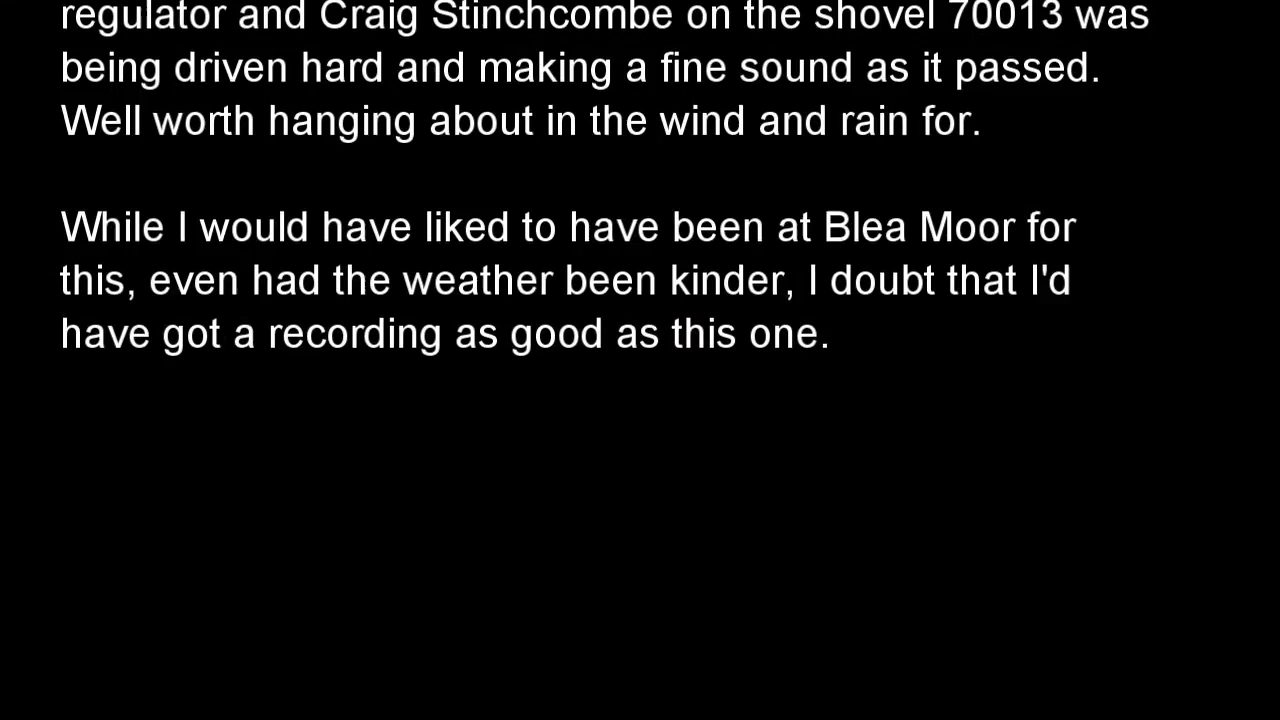 regulator and Craig Stinchcombe on the shovel 70013 was
being driven hard and making a fine sound as it passed.
Well worth hanging about in the wind and rain for.
While I would have liked to have been at Blea Moor for
this, even had the weather been kinder, I doubt that I'd
have got a recording as good as this one.